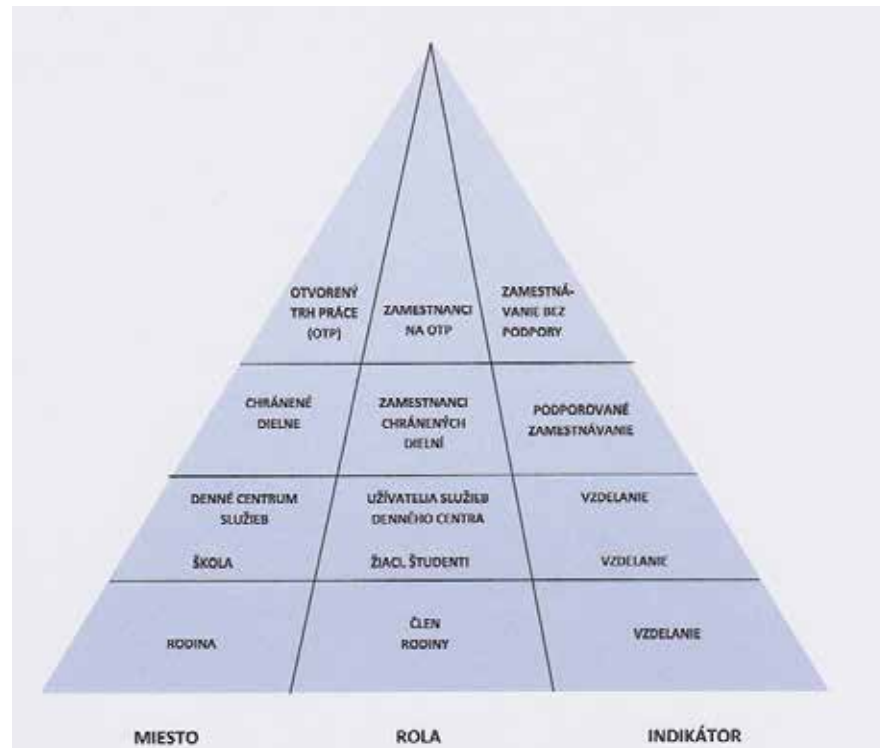 OTVORENÝ
TRH PRÁCE
(OTP)
ZAMESTNANCI
NA OTP
ZAMESTNÁ-
VANIE BEZ
PODPORY
CHRÁNENÉ
DIELNE
ZAMESTNANCI
CHRÁNENÝCH
DIELNÍ
PODPOROVANÉ
ZAMESTNÁVANIE
DENNÉ CENTRUM
SLUŽIEB
UŽÍVATELIA SLUŽIEB
DENNÉHO CENTRA
VZDELANIE
ŠKOLA
ŽIACI. ŠTUDENTI
VZDELANIE
RODINA
ČLEN
RODINY
VZDELANIE
MIESTO
ROLA
INDIKÁTOR